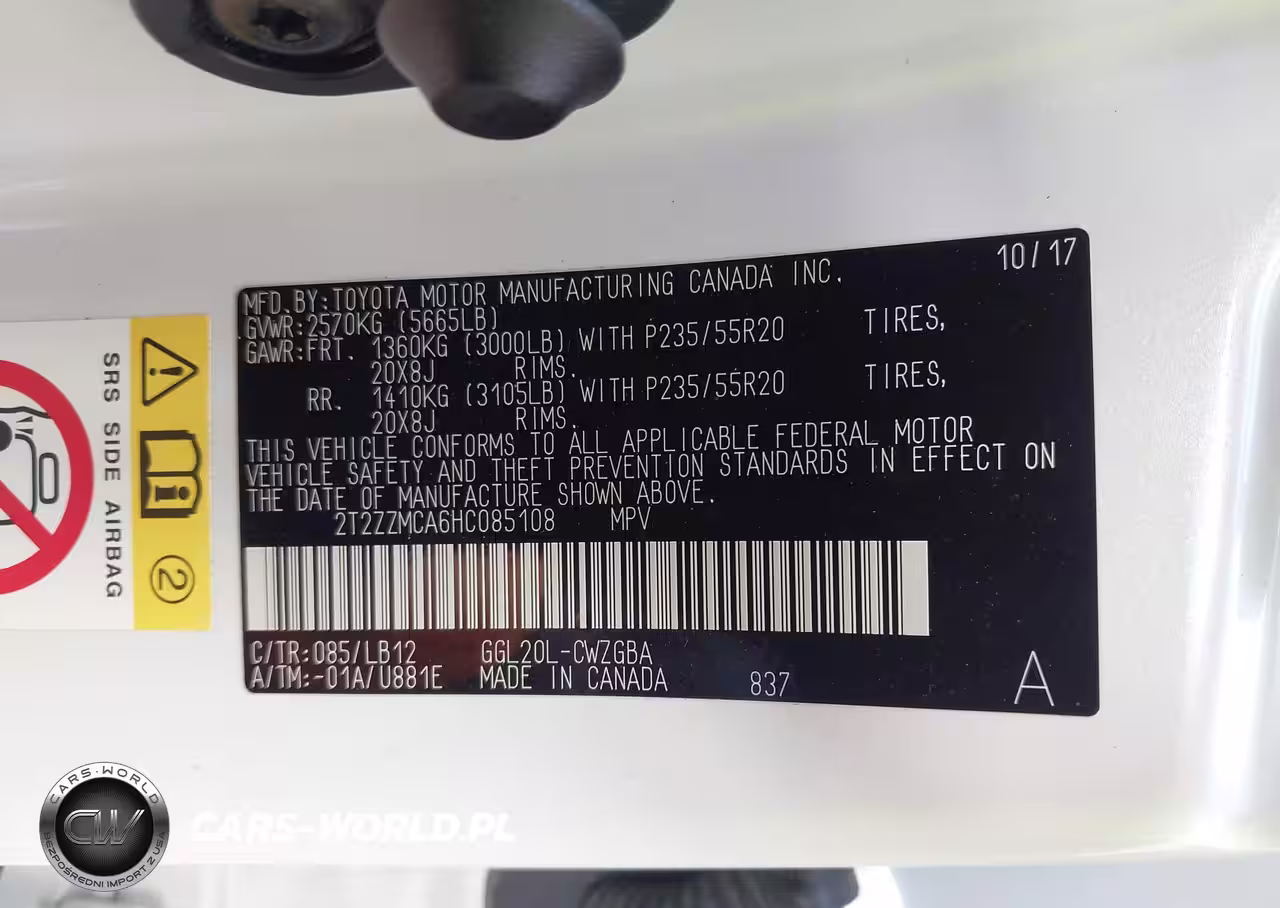 10/17
MFD.BY:TOYOTA MOTOR MANUFACTURING CANADA INC.
GVWR:2570KG (5665LB)
GAWR:FRT. 1360KG (3000LB) WITH P235/55R20 TIRES,
20X8J RIMS.
RR. 1410KG (3105LB) WITH P235/55R20 TIRES,
20X8J RIMS.
THIS VEHICLE CONFORMS TO ALL APPLICABLE FEDERAL MOTOR
VEHICLE SAFETY AND THEFT PREVENTION STANDARDS IN EFFECT ON
THE DATE OF MANUFACTURE SHOWN ABOVE.
2T2ZZMCA6HC085108 MPV
C/TR:085/LB12 GGL20L-CWZGBA
A/TM:-01A/U881E MADE IN CANADA 837
A
SRS SIDE AIRBAG
2
CARS-WORLD
CW
BEZPOŚREDNI IMPORT Z USA
CARS-WORLD.PL